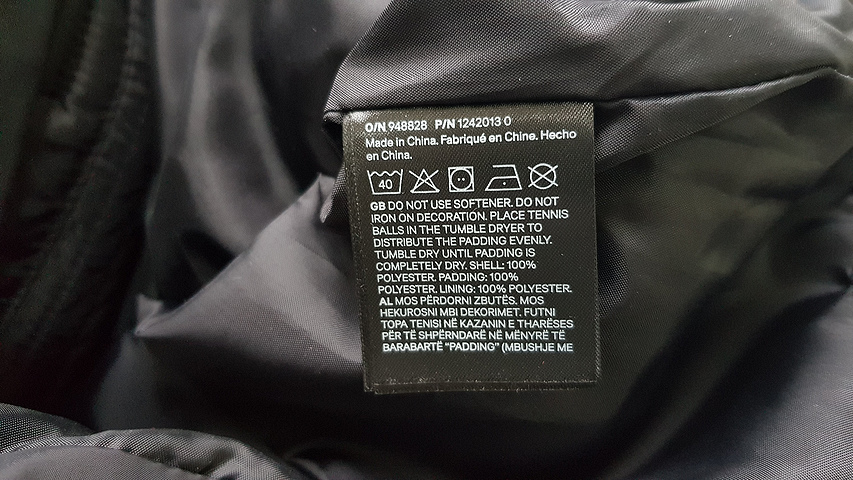 O/N 948828 P/N 1242013 0
Made in China. Fabriqué en Chine. Hecho
en China.
40
GB DO NOT USE SOFTENER. DO NOT
IRON ON DECORATION. PLACE TENNIS
BALLS IN THE TUMBLE DRYER TO
DISTRIBUTE THE PADDING EVENLY.
TUMBLE DRY UNTIL PADDING IS
COMPLETELY DRY. SHELL: 100%
POLYESTER. PADDING: 100%
POLYESTER. LINING: 100% POLYESTER.
AL MOS PËRDORNI ZBUTËS. MOS
HEKUROSNI MBI DEKORIMET. FUTNI
TOPA TENISI NË KAZANIN E THARËSES
PËR TË SHPËRNDARË NË MËNYRË TË
BARABARTË "PADDING" (MBUSHJE ME